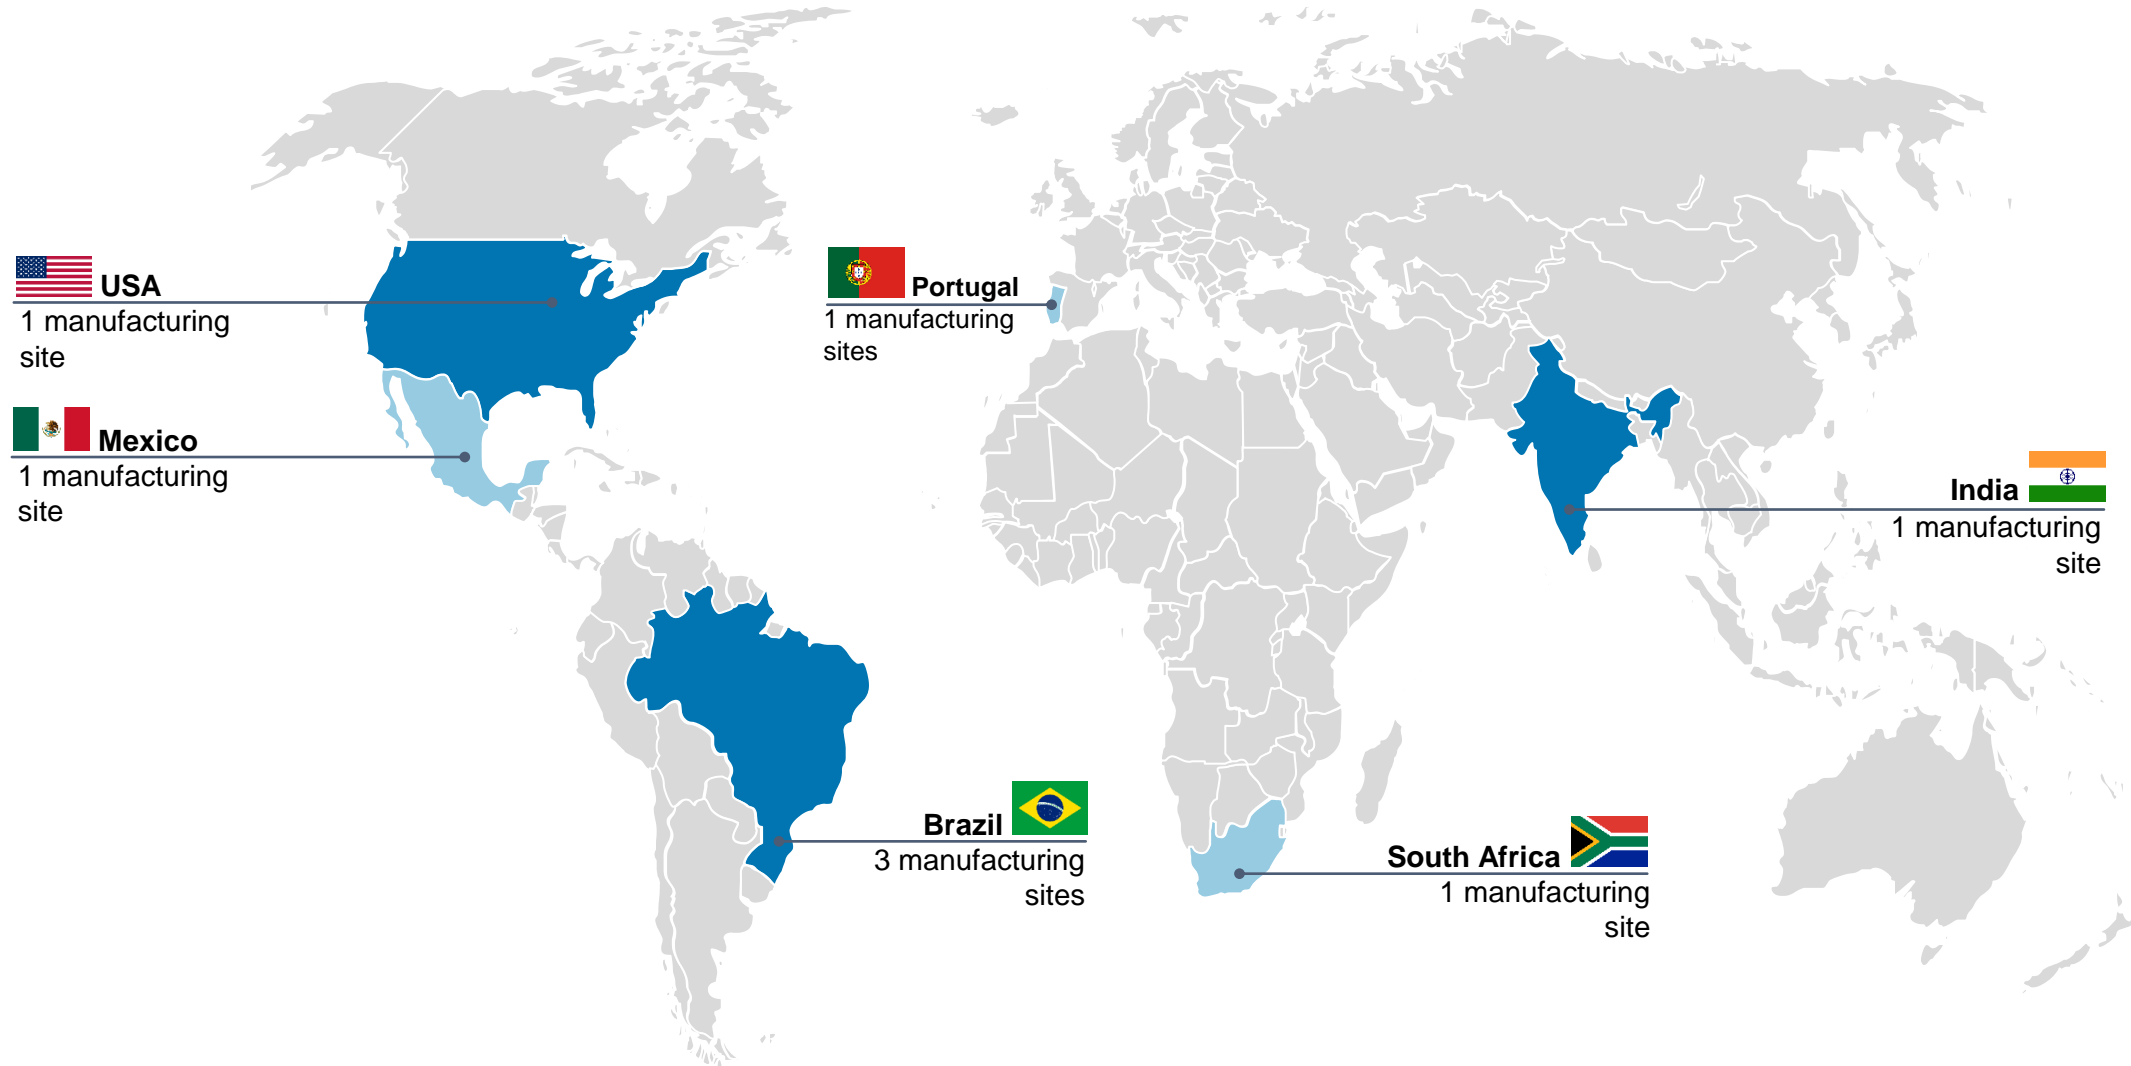 USA
1 manufacturing
site
Portugal
1 manufacturing
sites
Mexico
1 manufacturing
site
India
1 manufacturing
site
Brazil
3 manufacturing
sites
South Africa
1 manufacturing
site